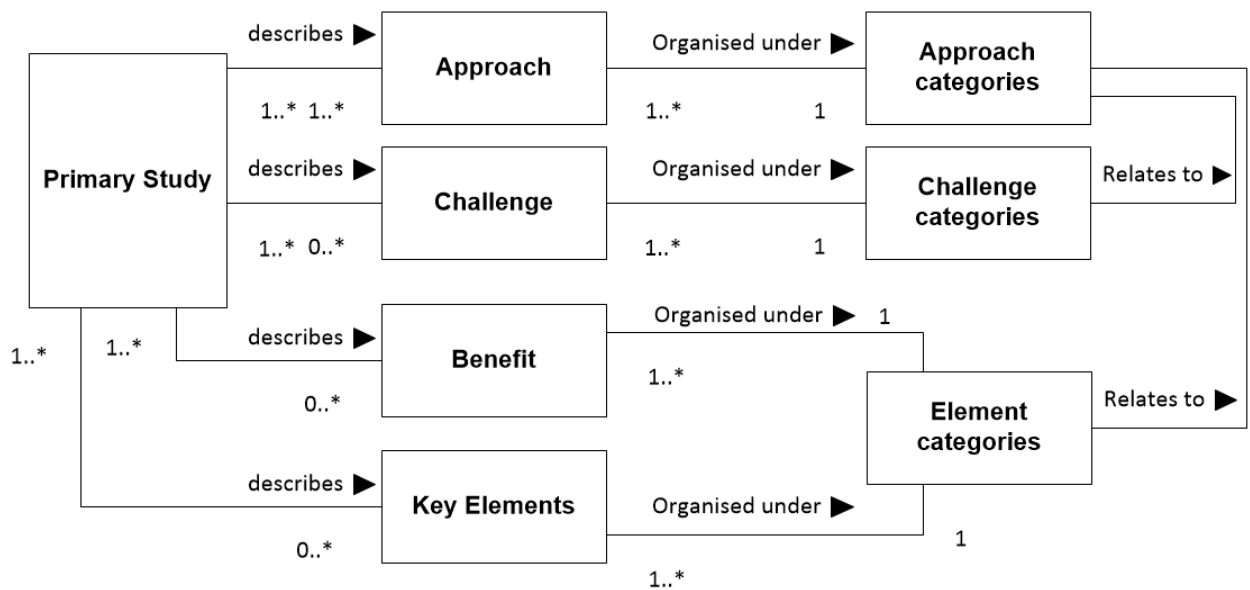 describes ▶
Organised under ▶
Approach
Approach
categories
1..* 1..*
1..*
1
Primary Study
describes ▶
Organised under ▶
Challenge
Challenge
categories
Relates to ▶
1..* 0..*
1..*
1
describes ▶
Organised under ▶
1
1..*
1..*
Benefit
1..*
0..*
Element
categories
Relates to ▶
describes ▶
Key Elements
Organised under ▶
0..*
1
1..*